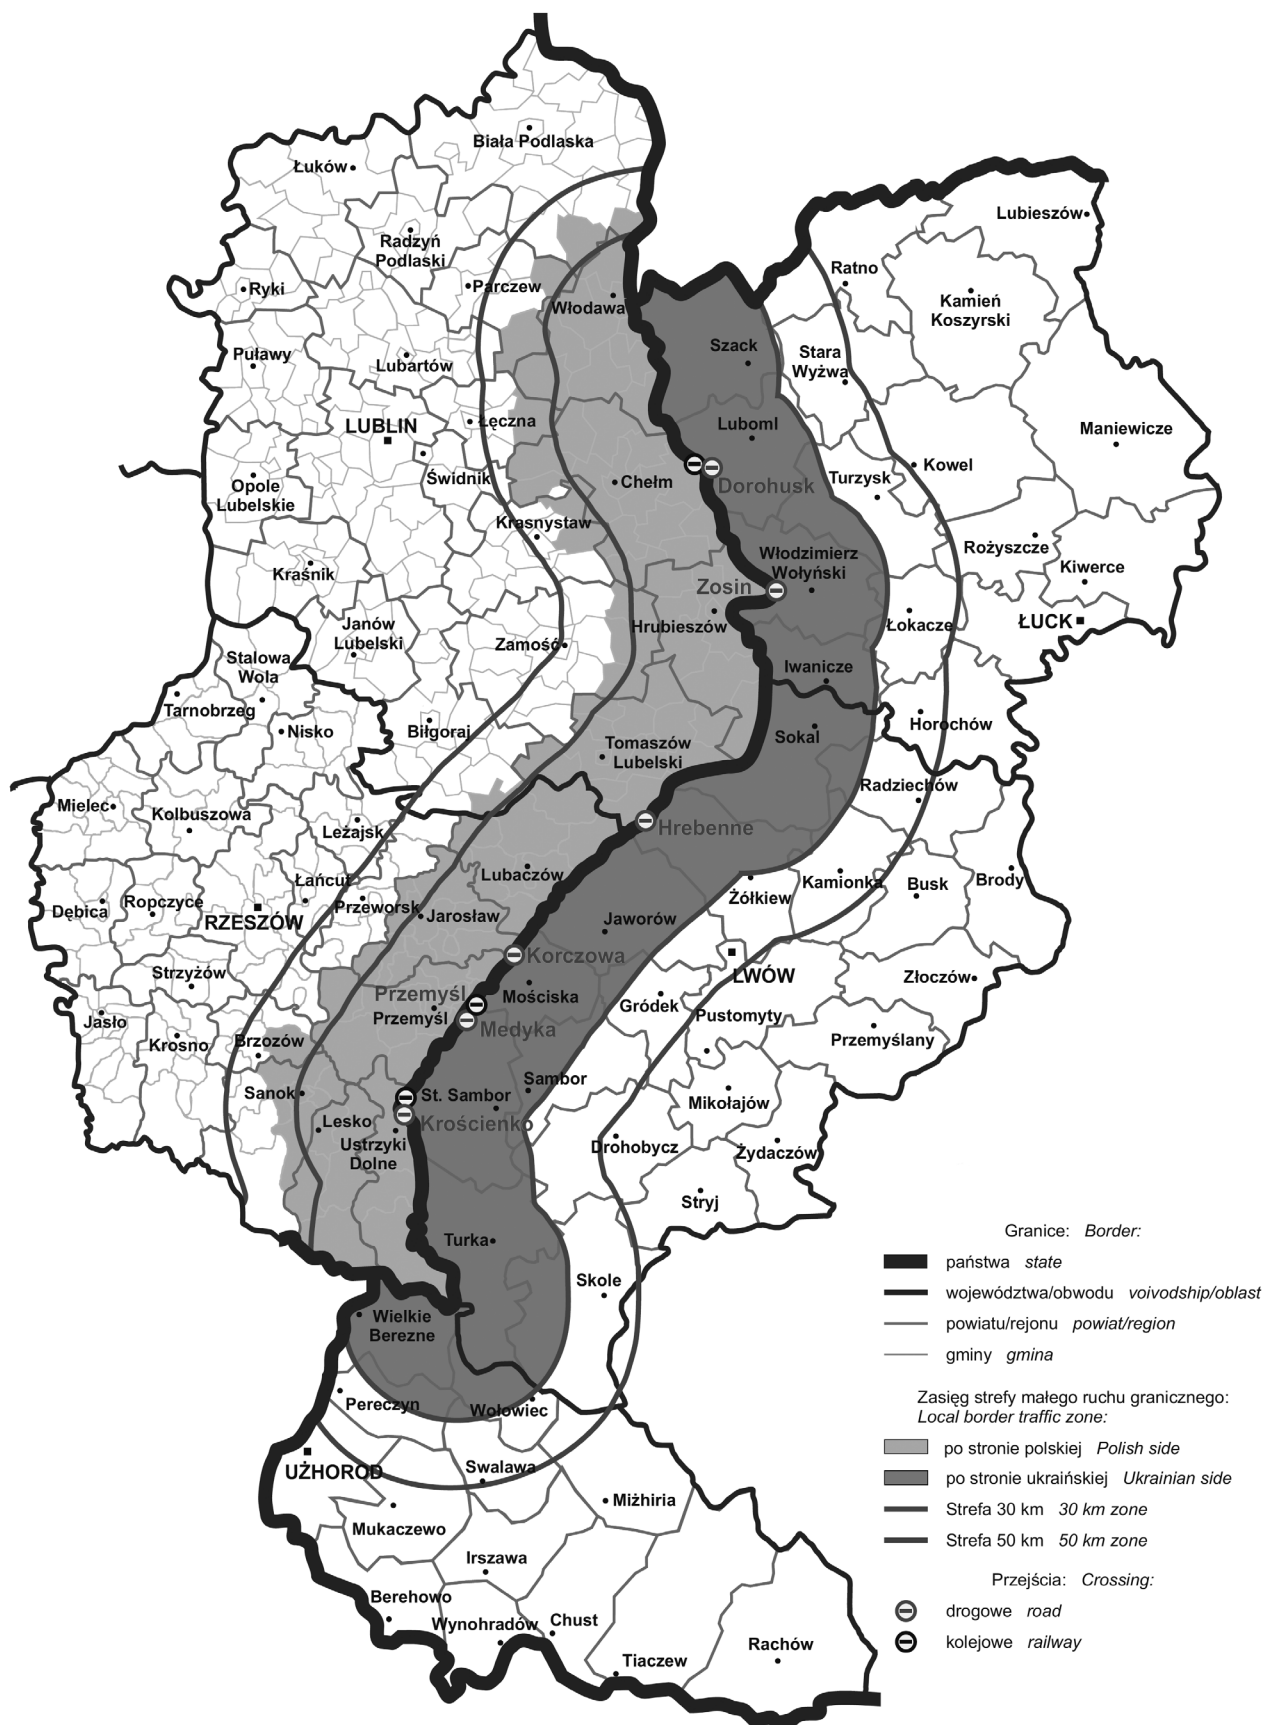 Biała Podlaska
Łuków
Lubieszów
Radzyń
Podlaski
Ratno
Ryki
Parczew
Kamień
Koszyrski
Włodawa
Szack
Stara
Wyżwa
Puławy
Lubartów
LUBLIN
Łęczna
Luboml
Maniewicze
Świdnik
Chełm
Dorohusk
Turzysk
Kowel
Opole
Lubelskie
Krasnystaw
Rożyszcze
Włodzimierz
Wołyński
Kiwerce
Kraśnik
Zosin
Hrubieszów
Łokacze
ŁUCK
Janów
Lubelski
Zamość
Stalowa
Wola
Iwanicze
Tarnobrzeg
Nisko
Biłgoraj
Sokal
Horochów
Tomaszów
Lubelski
Radziechów
Mielec
Kolbuszowa
Leżajsk
Hrebenne
Łańcut
Lubaczów
Kamionka
Busk
Brody
Żółkiew
Dębica
Ropczyce
RZESZÓW
Przeworsk
Jarosław
Jaworów
Korczowa
Strzyżów
LWÓW
Złoczów
Przemyśl
Przemyśl
Mościska
Gródek
Pustomyty
Medyka
Jasło
Krosno
Brzozów
Przemyślany
Sanok
St. Sambor
Sambor
Mikołajów
Lesko
Krościenko
Ustrzyki
Dolne
Drohobycz
Żydaczów
Stryj
Turka
Skole
Wielkie
Berezne
Pereczyn
Wołowiec
UŻHOROD
Swalawa
Miżhiria
Mukaczewo
Irszawa
Berehowo
Wynohradów
Chust
Tiaczew
Rachów
Granice: Border:
państwa state
województwa/obwodu voivodship/oblast
powiatu/rejonu powiat/region
gminy gmina
Zasięg strefy małego ruchu granicznego:
Local border traffic zone:
po stronie polskiej Polish side
po stronie ukraińskiej Ukrainian side
Strefa 30 km 30 km zone
Strefa 50 km 50 km zone
Przejścia: Crossing:
drogowe road
kolejowe railway